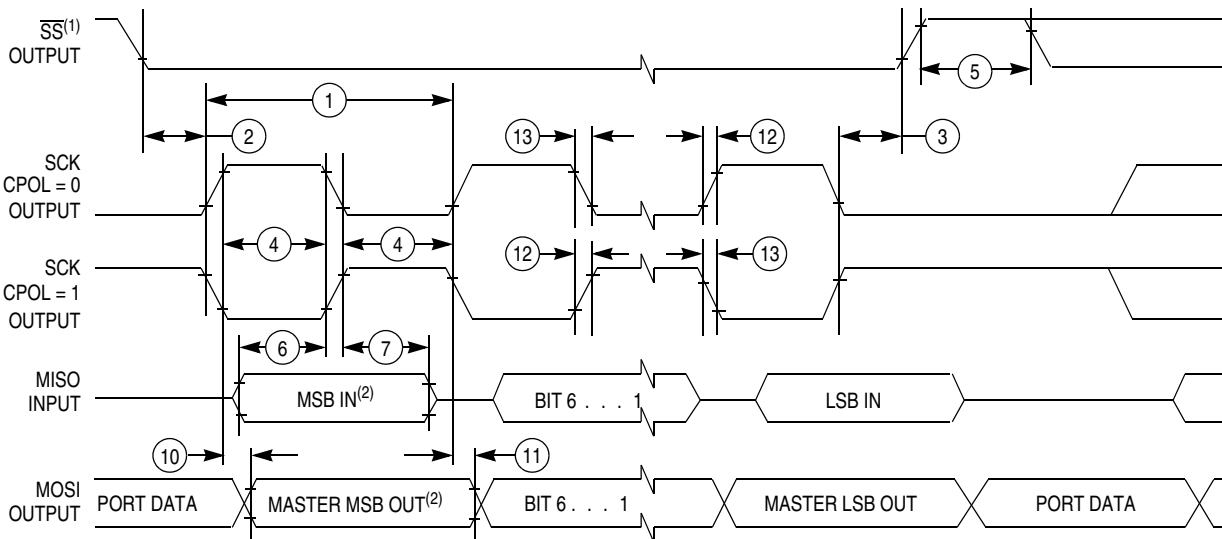 SS(1)
OUTPUT
5
1
2
13
12
3
SCK
CPOL = 0
OUTPUT
4
4
12
13
SCK
CPOL = 1
OUTPUT
6
7
MISO
INPUT
MSB IN(2)
BIT 6 . . . 1
LSB IN
10
11
MOSI
OUTPUT
PORT DATA
MASTER MSB OUT(2)
BIT 6 . . . 1
MASTER LSB OUT
PORT DATA